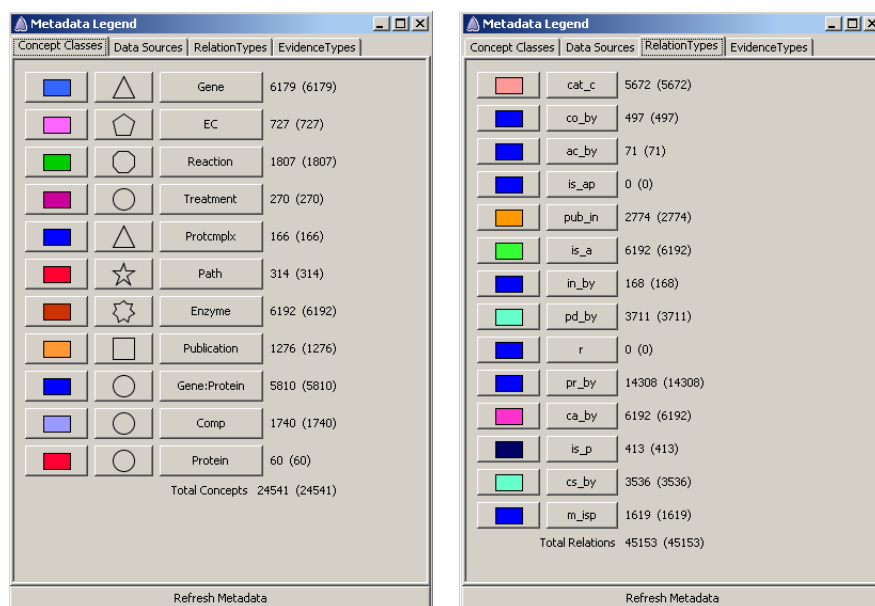 Metadata Legend
Concept Classes Data Sources RelationTypes EvidenceTypes
Gene 6179 (6179)
EC 727 (727)
Reaction 1807 (1807)
Treatment 270 (270)
Protcmplx 166 (166)
Path 314 (314)
Enzyme 6192 (6192)
Publication 1276 (1276)
Gene:Protein 5810 (5810)
Comp 1740 (1740)
Protein 60 (60)
Total Concepts 24541 (24541)
Refresh Metadata
Metadata Legend
Concept Classes Data Sources RelationTypes EvidenceTypes
cat_c 5672 (5672)
co_by 497 (497)
ac_by 71 (71)
is_ap 0 (0)
pub_in 2774 (2774)
is_a 6192 (6192)
in_by 168 (168)
pd_by 3711 (3711)
r 0 (0)
pr_by 14308 (14308)
ca_by 6192 (6192)
is_p 413 (413)
cs_by 3536 (3536)
m_isp 1619 (1619)
Total Relations 45153 (45153)
Refresh Metadata